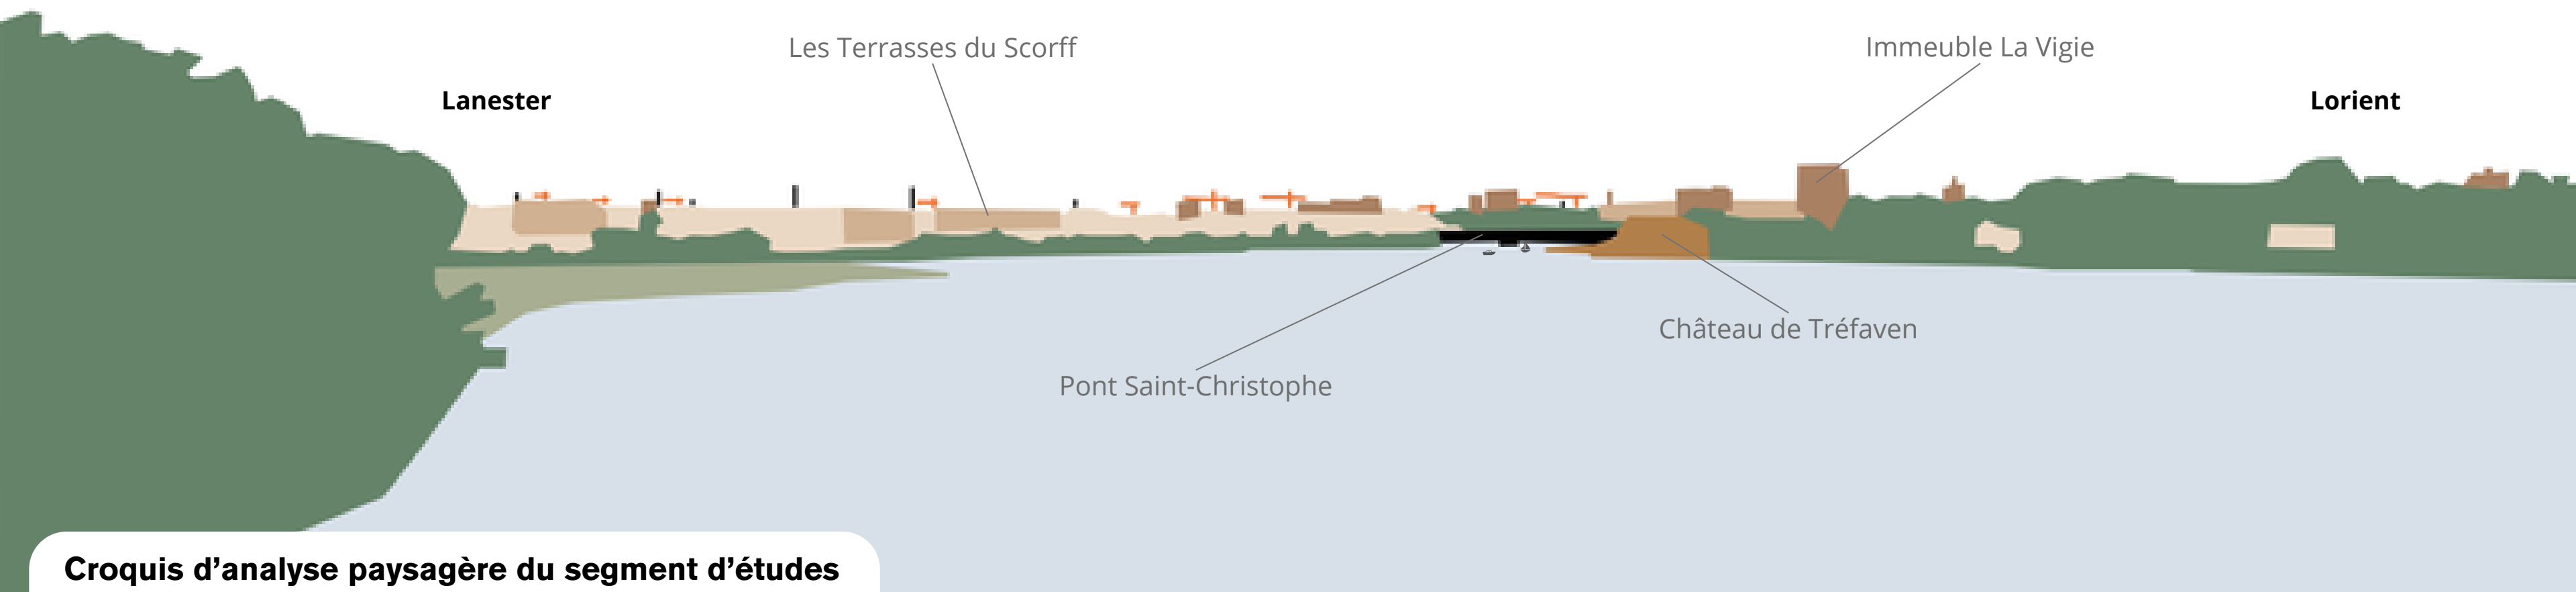 Les Terrasses du Scorff
Immeuble La Vigie
Lanester
Lorient
Château de Tréfaven
Pont Saint-Christophe
Croquis d’analyse paysagère du segment d’études